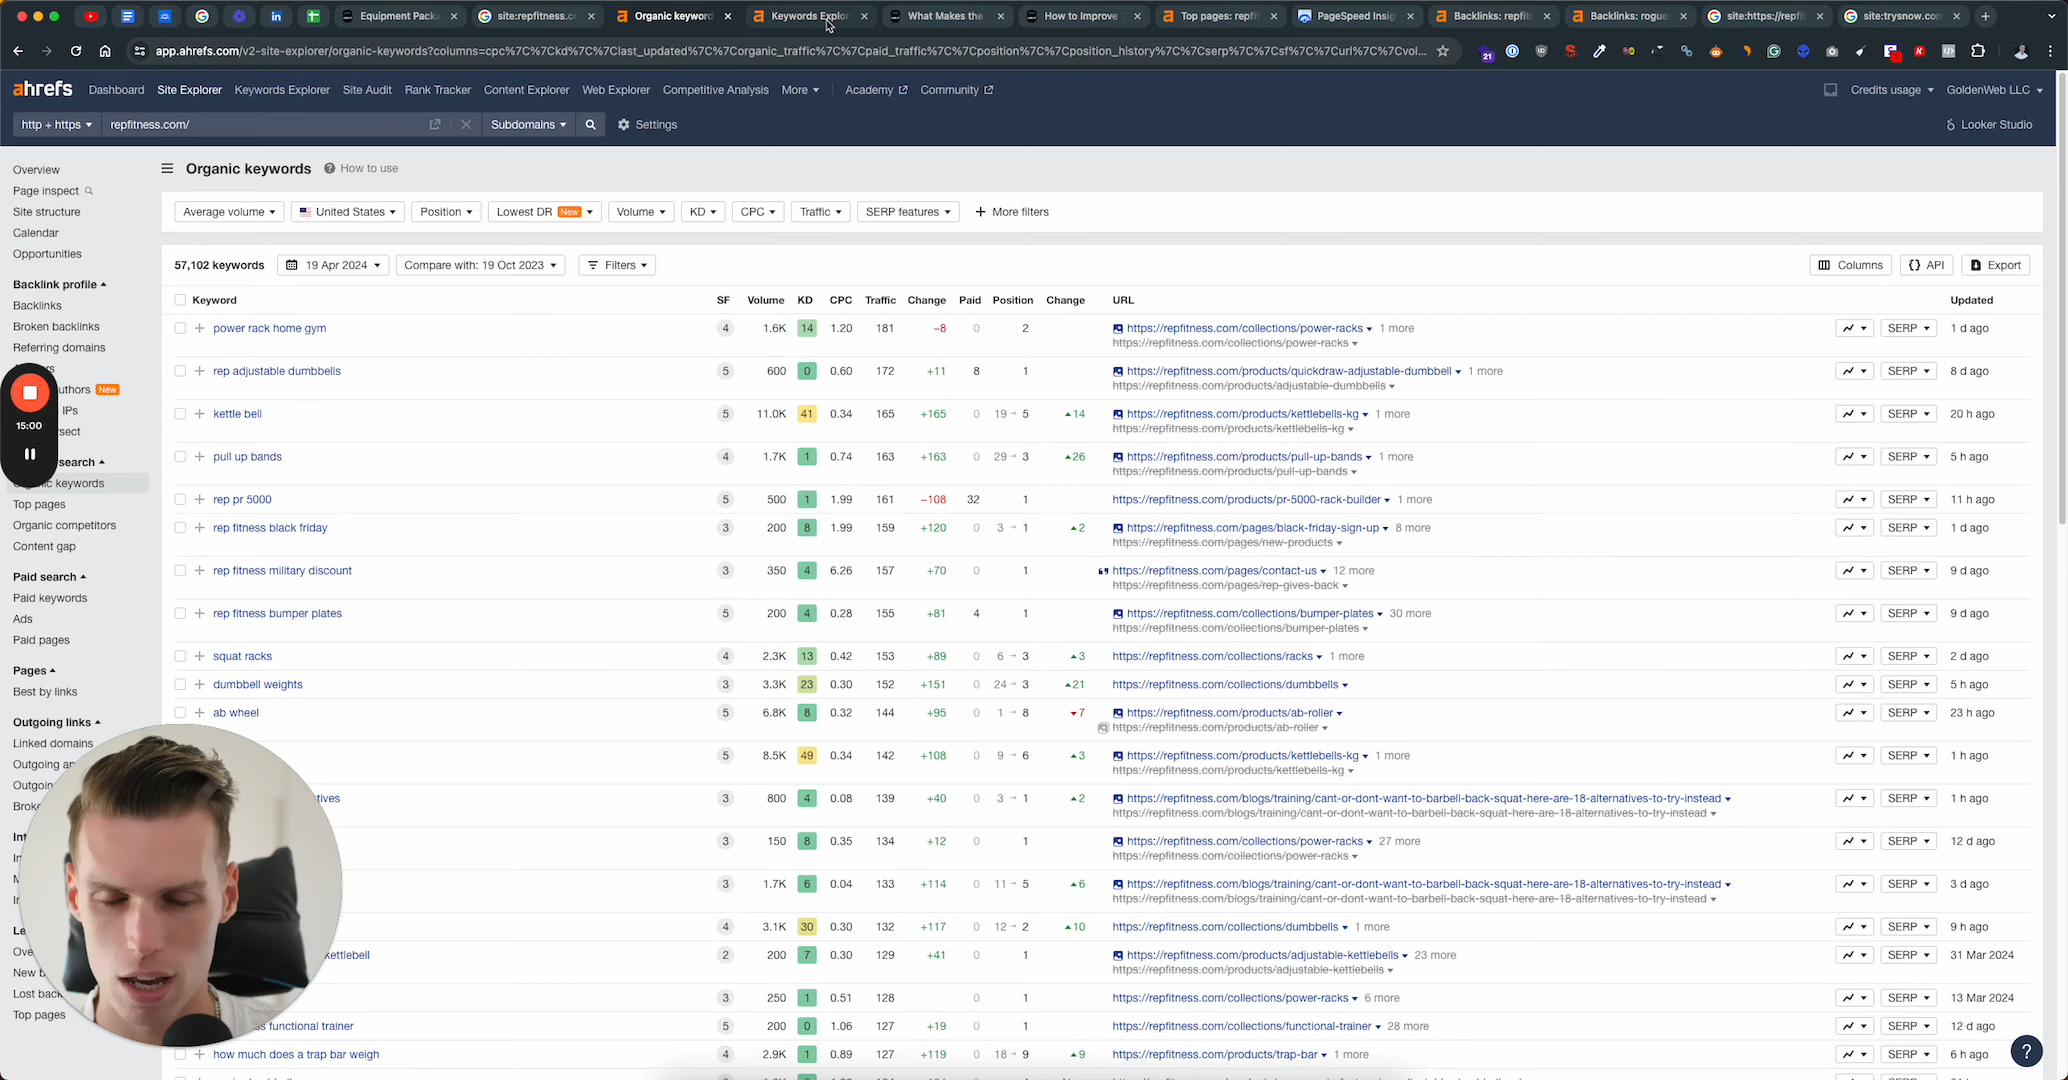 Equipment Pack
site:repfitness.c
Organic keyword
Keywords Explor
What Makes the
How to Improve
Top pages: repfit
PageSpeed Insig
Backlinks: repfitn
Backlinks: rogue
site:https://repfi
site:trysnow.com
app.ahrefs.com/v2-site-explorer/organic-keywords?columns=cpc%7C%7Ckd%7C%7Clast_updated%7C%7Corganic_traffic%7C%7Cpaid_traffic%7C%7Cposition%7C%7Cposition_history%7C%7Cserp%7C%7Csf%7C%7Curl%7C%7Cvol...
21
ahrefs Dashboard Site Explorer Keywords Explorer Site Audit Rank Tracker Content Explorer Web Explorer Competitive Analysis More Academy Community Credits usage GoldenWeb LLC
http + https repfitness.com/ Subdomains Settings Looker Studio
Organic keywords How to use
Average volume United States Position Lowest DR New Volume KD CPC Traffic SERP features More filters
57,102 keywords 19 Apr 2024 Compare with: 19 Oct 2023 Filters Columns API Export
Overview
Page inspect
Site structure
Calendar
Opportunities
Backlink profile
Backlinks
Broken backlinks
Referring domains
New
IPs
15:00
search
keywords
Top pages
Organic competitors
Content gap
Paid search
Paid keywords
Ads
Paid pages
Pages
Best by links
Outgoing links
Linked domains
Outgoing
Outgoing
Lost back
Top pages
Keyword SF Volume KD CPC Traffic Change Paid Position Change URL Updated
power rack home gym 4 1.6K 14 1.20 181 −8 0 2 https://repfitness.com/collections/power-racks 1 more SERP 1 d ago
https://repfitness.com/collections/power-racks
rep adjustable dumbbells 5 600 0 0.60 172 +11 8 1 https://repfitness.com/products/quickdraw-adjustable-dumbbell 1 more SERP 8 d ago
https://repfitness.com/products/adjustable-dumbbells
kettle bell 5 11.0K 41 0.34 165 +165 0 19 → 5 14 https://repfitness.com/products/kettlebells-kg 1 more SERP 20 h ago
https://repfitness.com/products/kettlebells-kg
pull up bands 4 1.7K 1 0.74 163 +163 0 29 → 3 26 https://repfitness.com/products/pull-up-bands 1 more SERP 5 h ago
https://repfitness.com/products/pull-up-bands
rep pr 5000 5 500 1 1.99 161 −108 32 1 https://repfitness.com/products/pr-5000-rack-builder 1 more SERP 11 h ago
rep fitness black friday 3 200 8 1.99 159 +120 0 3 → 1 2 https://repfitness.com/pages/black-friday-sign-up 8 more SERP 1 d ago
https://repfitness.com/pages/new-products
rep fitness military discount 3 350 4 6.26 157 +70 0 1 https://repfitness.com/pages/contact-us 12 more SERP 9 d ago
https://repfitness.com/pages/rep-gives-back
rep fitness bumper plates 5 200 4 0.28 155 +81 4 1 https://repfitness.com/collections/bumper-plates 30 more SERP 9 d ago
https://repfitness.com/collections/bumper-plates
squat racks 4 2.3K 13 0.42 153 +89 0 6 → 3 3 https://repfitness.com/collections/racks 1 more SERP 2 d ago
dumbbell weights 3 3.3K 23 0.30 152 +151 0 24 → 3 21 https://repfitness.com/collections/dumbbells SERP 5 h ago
ab wheel 5 6.8K 8 0.32 144 +95 0 1 → 8 7 https://repfitness.com/products/ab-roller SERP 23 h ago
https://repfitness.com/products/ab-roller
5 8.5K 49 0.34 142 +108 0 9 → 6 3 https://repfitness.com/products/kettlebells-kg 1 more SERP 1 h ago
https://repfitness.com/products/kettlebells-kg
tives 3 800 4 0.08 139 +40 0 3 → 1 2 https://repfitness.com/blogs/training/cant-or-dont-want-to-barbell-back-squat-here-are-18-alternatives-to-try-instead SERP 1 h ago
https://repfitness.com/blogs/training/cant-or-dont-want-to-barbell-back-squat-here-are-18-alternatives-to-try-instead
3 150 8 0.35 134 +12 0 1 https://repfitness.com/collections/power-racks 27 more SERP 12 d ago
https://repfitness.com/collections/power-racks
3 1.7K 6 0.04 133 +114 0 11 → 5 6 https://repfitness.com/blogs/training/cant-or-dont-want-to-barbell-back-squat-here-are-18-alternatives-to-try-instead SERP 3 d ago
https://repfitness.com/blogs/training/cant-or-dont-want-to-barbell-back-squat-here-are-18-alternatives-to-try-instead
4 3.1K 30 0.30 132 +117 0 12 → 2 10 https://repfitness.com/collections/dumbbells 1 more SERP 9 h ago
kettlebell 2 200 7 0.30 129 +41 0 1 https://repfitness.com/products/adjustable-kettlebells 23 more SERP 31 Mar 2024
https://repfitness.com/products/adjustable-kettlebells
3 250 1 0.51 128 0 1 https://repfitness.com/collections/power-racks 6 more SERP 13 Mar 2024
functional trainer 5 200 0 1.06 127 +19 0 1 https://repfitness.com/collections/functional-trainer 28 more SERP 12 d ago
how much does a trap bar weigh 4 2.9K 1 0.89 127 +119 0 18 → 9 9 https://repfitness.com/products/trap-bar 1 more SERP 6 h ago
?